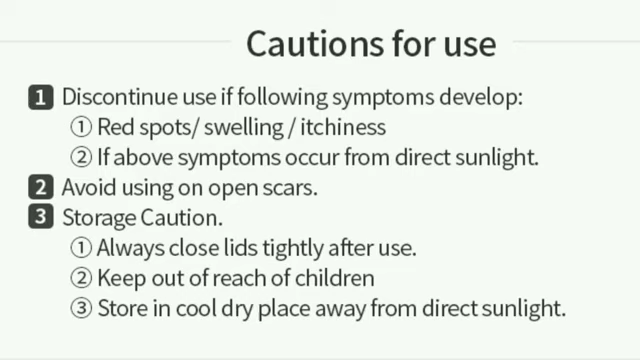 Cautions for use
1 Discontinue use if following symptoms develop:
① Red spots/ swelling / itchiness
② If above symptoms occur from direct sunlight.
2 Avoid using on open scars.
3 Storage Caution.
① Always close lids tightly after use.
② Keep out of reach of children
③ Store in cool dry place away from direct sunlight.